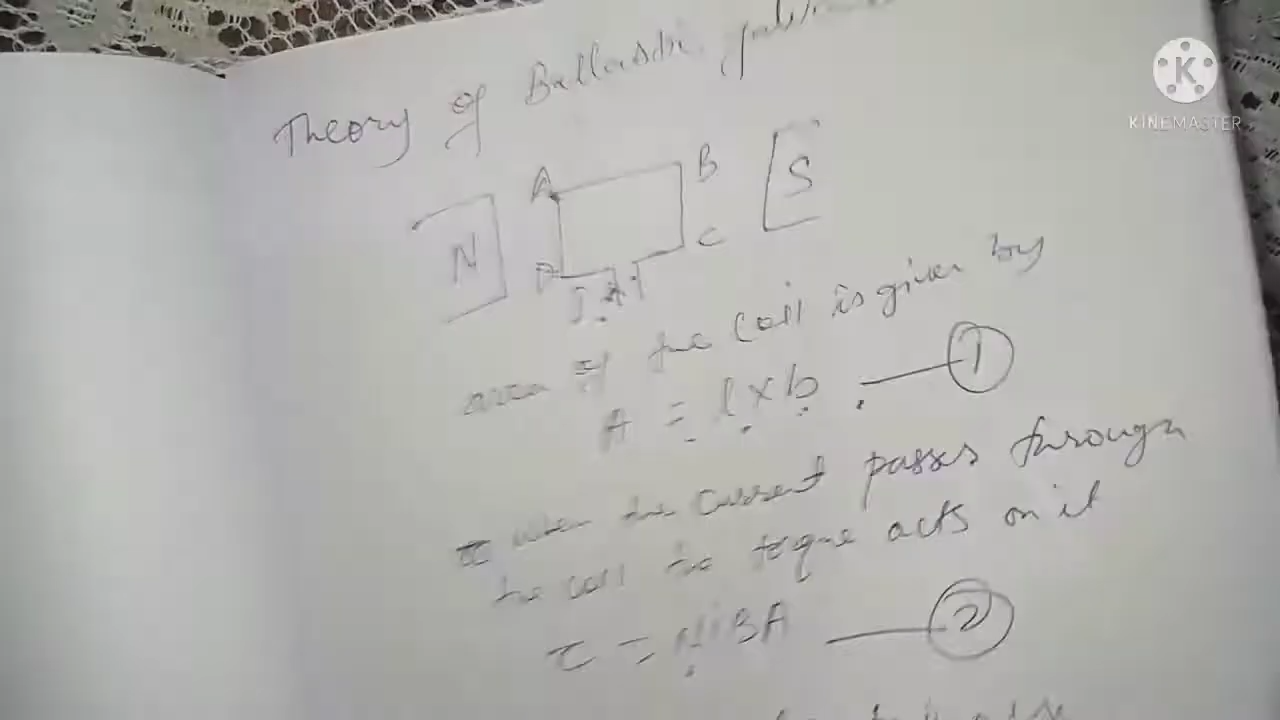 Theory of Ballastic
A B
N S
D C
area of the coil is given by
A = l x b ①
when the current passes through
the coil the torque acts on it
τ = NiBA ②
K
KINEMASTER